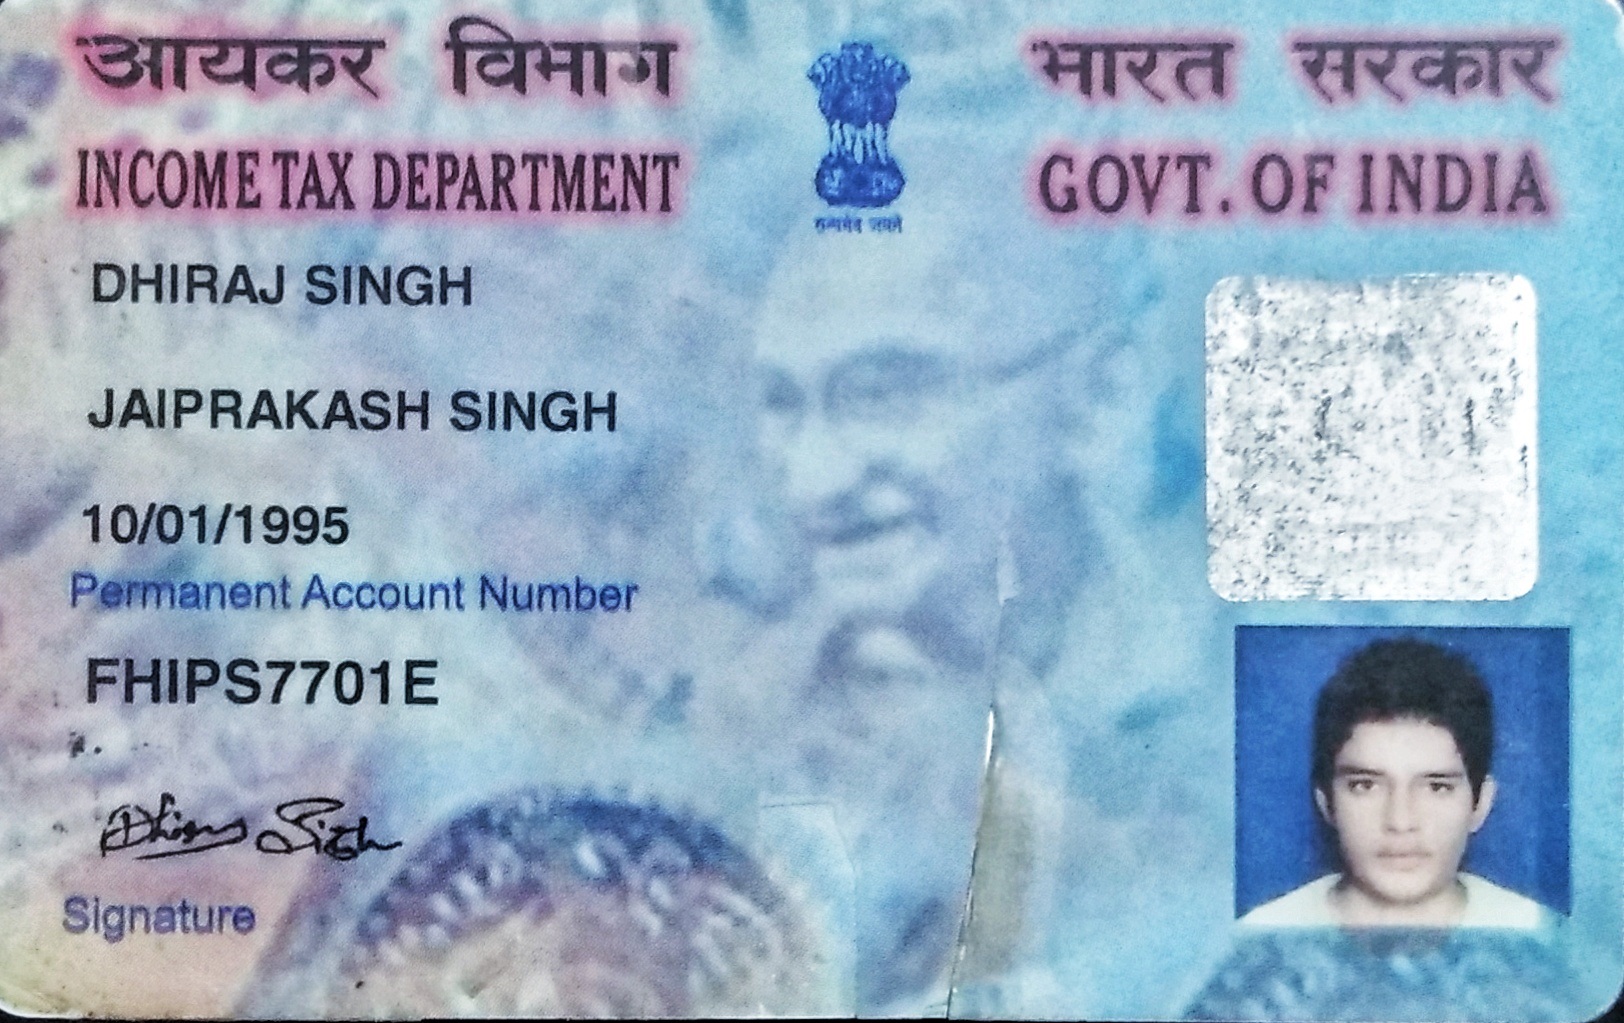 आयकर विभाग
INCOME TAX DEPARTMENT
भारत सरकार
GOVT. OF INDIA
सत्यमेव जयते
DHIRAJ SINGH
JAIPRAKASH SINGH
10/01/1995
Permanent Account Number
FHIPS7701E
Dhiraj Singh
Signature